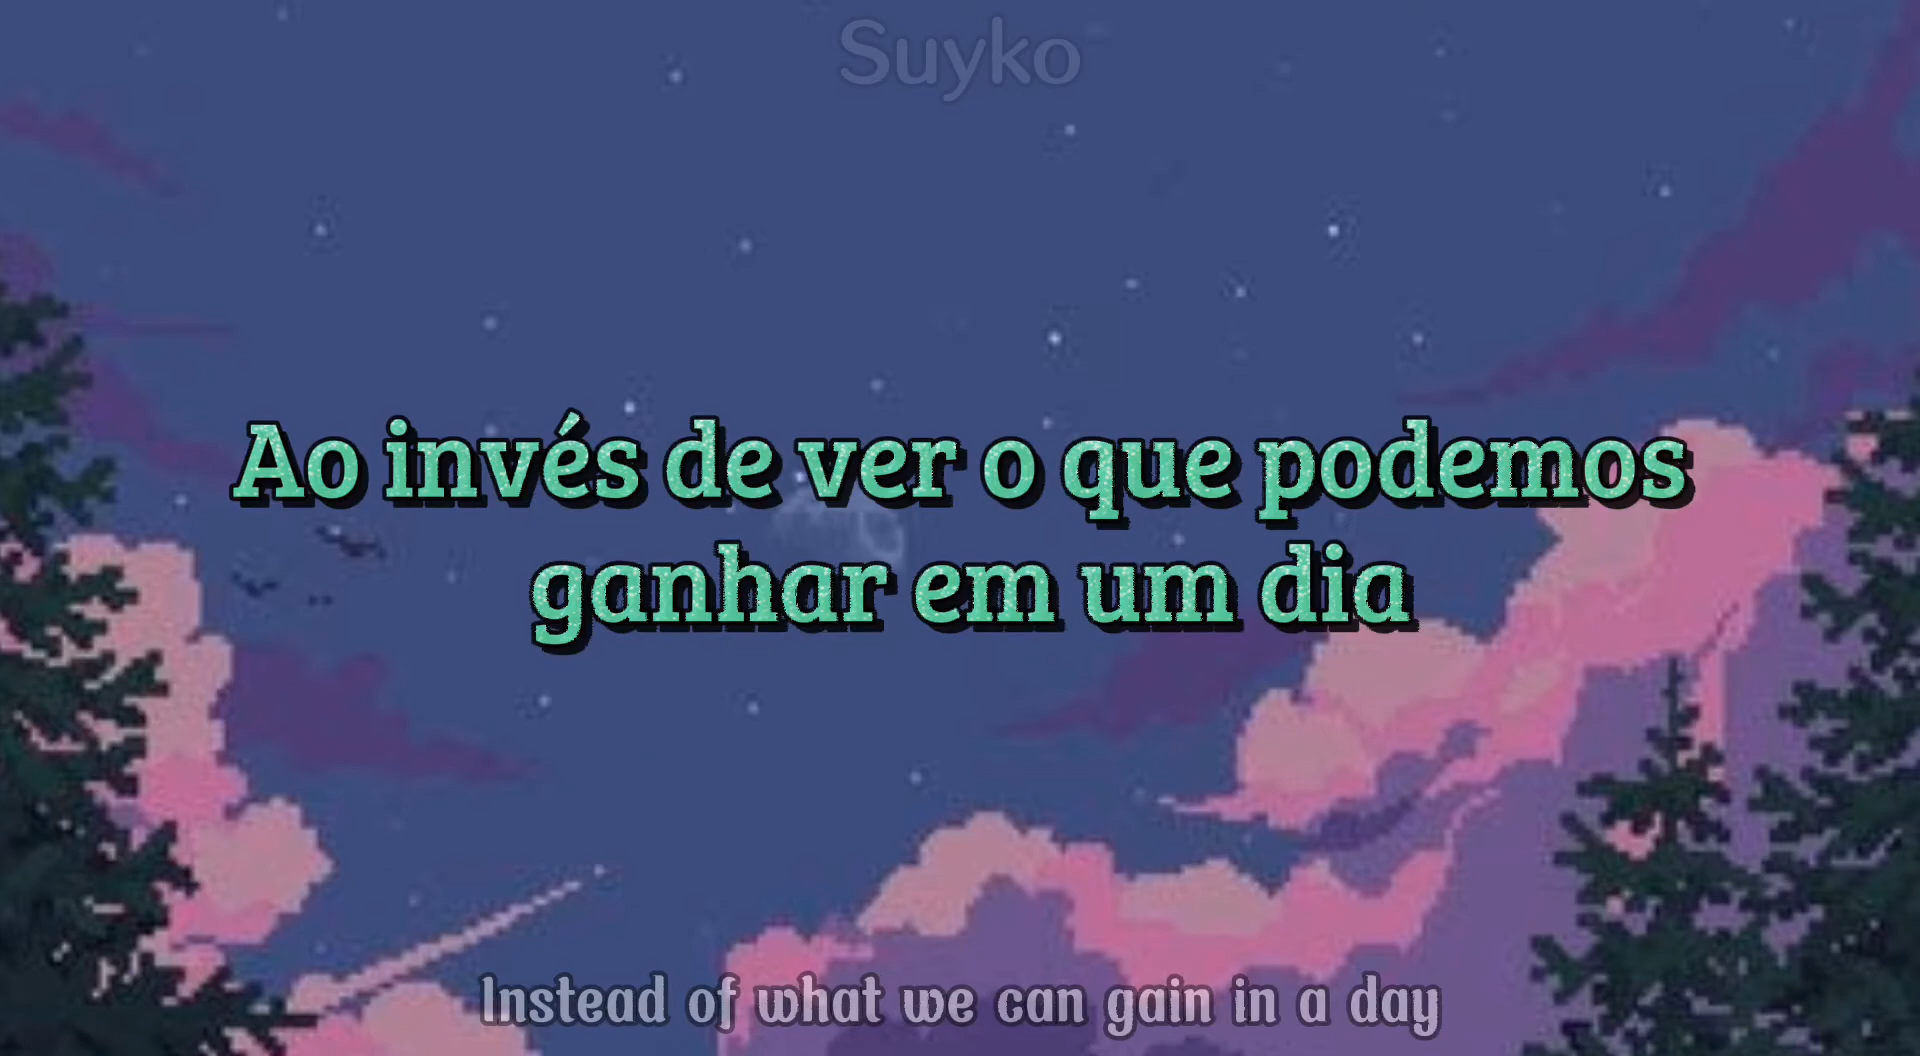 Suyko
Ao invés de ver o que podemos
ganhar em um dia
Instead of what we can gain in a day